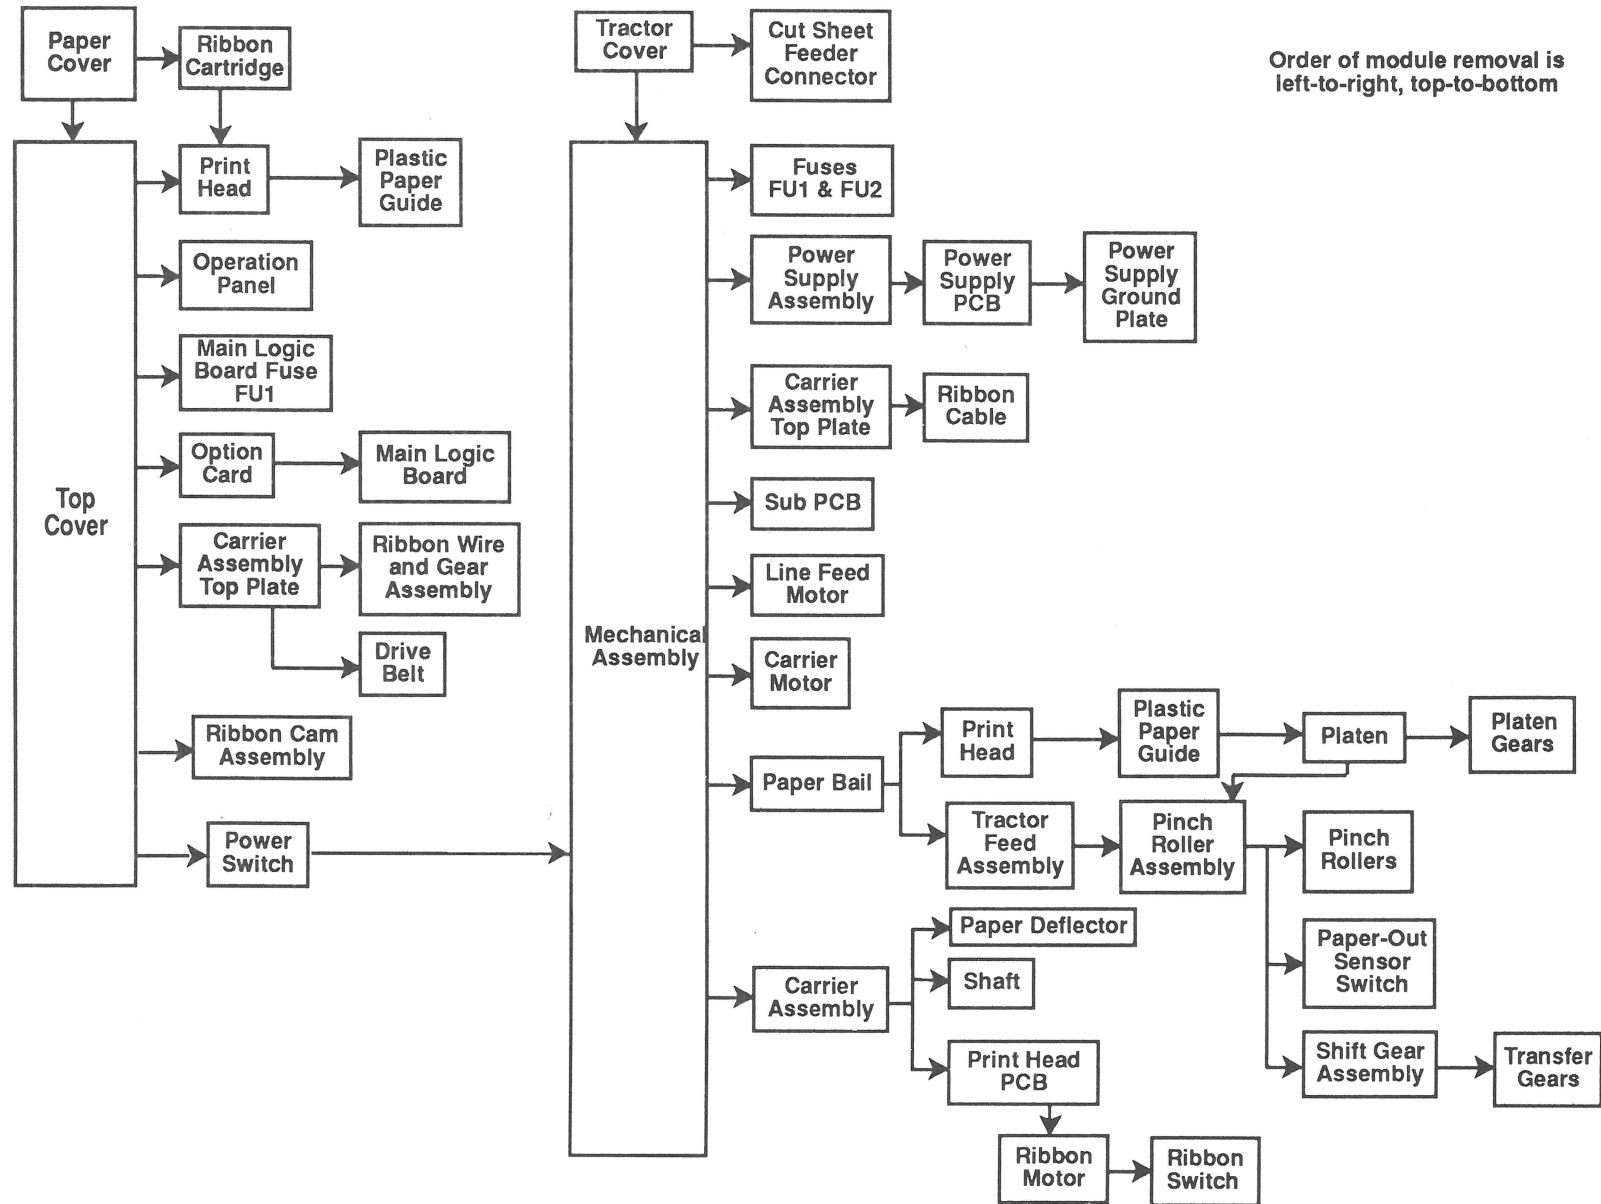 Paper
Cover
Ribbon
Cartridge
Tractor
Cover
Cut Sheet
Feeder
Connector
Order of module removal is
left-to-right, top-to-bottom
Top
Cover
Print
Head
Plastic
Paper
Guide
Operation
Panel
Main Logic
Board Fuse
FU1
Option
Card
Main Logic
Board
Carrier
Assembly
Top Plate
Ribbon Wire
and Gear
Assembly
Drive
Belt
Ribbon Cam
Assembly
Power
Switch
Mechanical
Assembly
Fuses
FU1 & FU2
Power
Supply
Assembly
Power
Supply
PCB
Power
Supply
Ground
Plate
Carrier
Assembly
Top Plate
Ribbon
Cable
Sub PCB
Line Feed
Motor
Carrier
Motor
Paper Bail
Print
Head
Plastic
Paper
Guide
Platen
Platen
Gears
Tractor
Feed
Assembly
Pinch
Roller
Assembly
Pinch
Rollers
Paper-Out
Sensor
Switch
Shift Gear
Assembly
Transfer
Gears
Carrier
Assembly
Paper Deflector
Shaft
Print Head
PCB
Ribbon
Motor
Ribbon
Switch